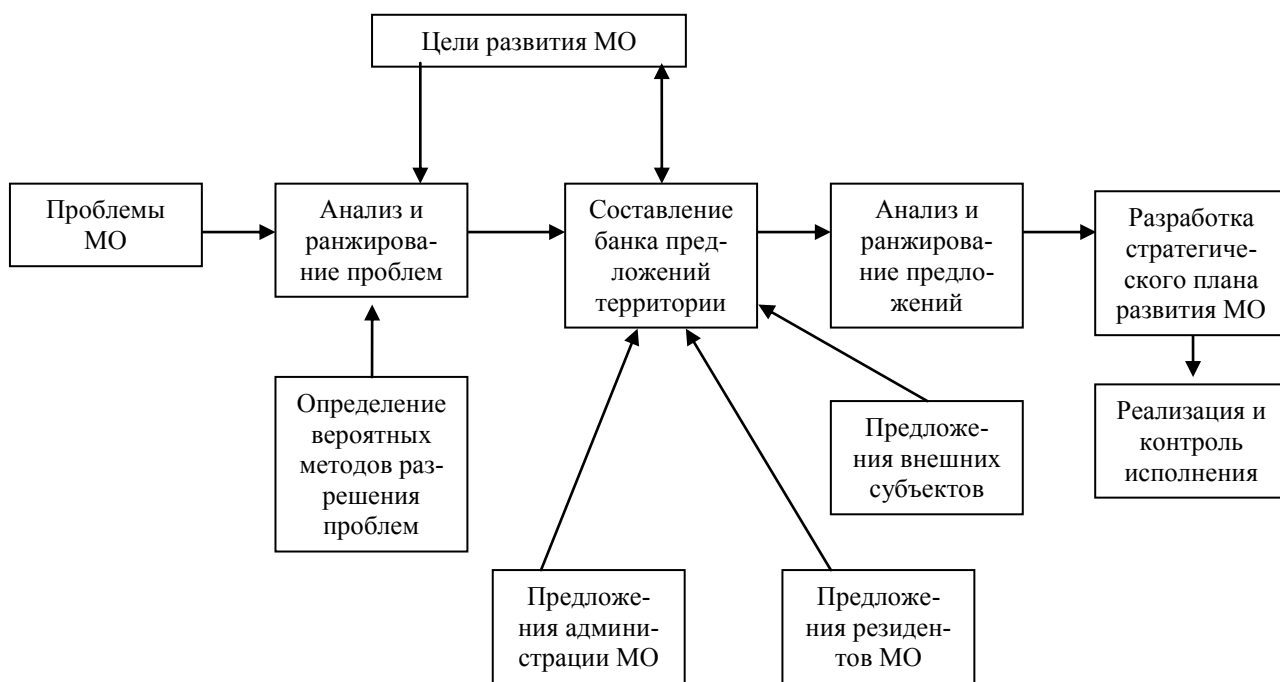 Цели развития МО
Проблемы
МО
Анализ и
ранжирова-
ние проблем
Составление
банка пред-
ложений
территории
Анализ и
ранжирова-
ние предло-
жений
Разработка
стратегиче-
ского плана
развития МО
Определение
вероятных
методов раз-
решения
проблем
Предложе-
ния внешних
субъектов
Реализация и
контроль
исполнения
Предложе-
ния админи-
страции МО
Предложе-
ния резиден-
тов МО